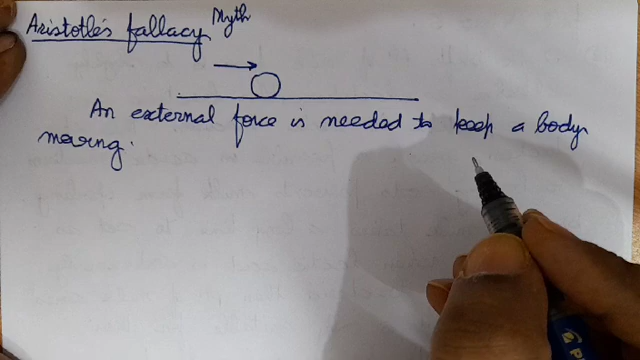 Aristotle's fallacy Myth
An external force is needed to keep a body
moving.